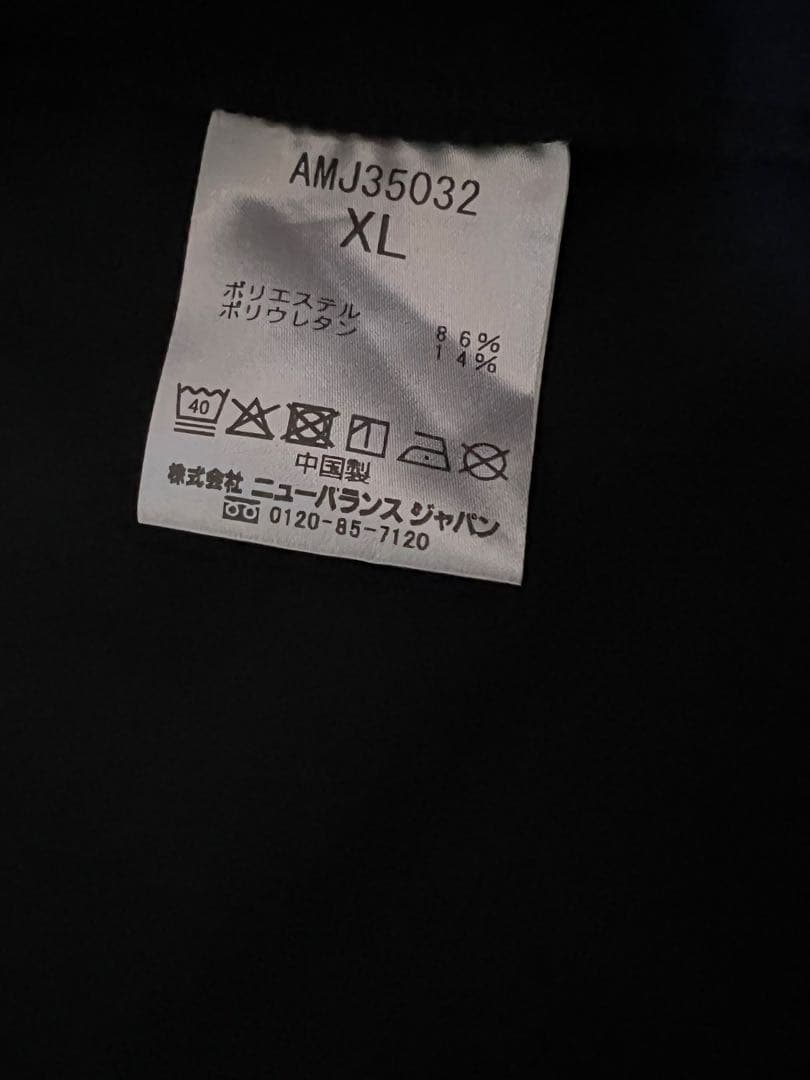 AMJ35032
XL
ポリエステル 86%
ポリウレタン 14%
40
中国製
株式会社 ニューバランス ジャパン
0120-85-7120